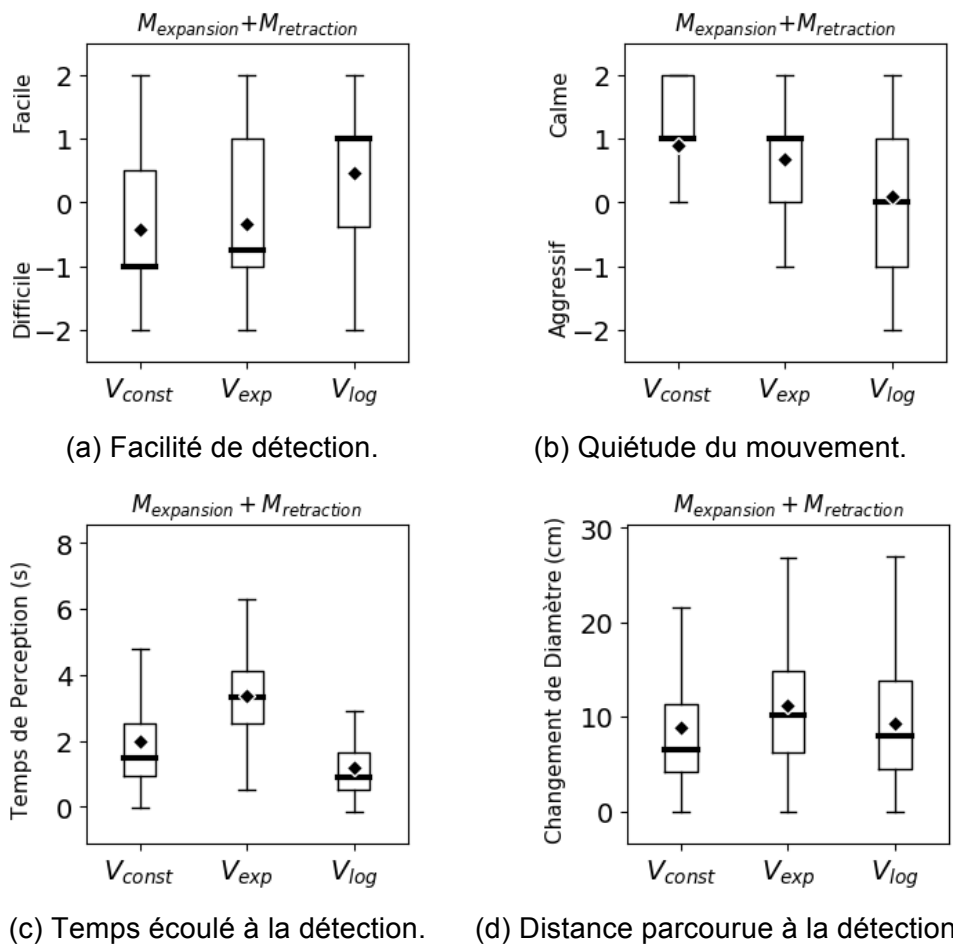 M_expansion+M_retraction
Facile
Difficile
2
1
0
−1
−2
V_const V_exp V_log
(a) Facilité de détection.
M_expansion+M_retraction
Calme
Aggressif
2
1
0
−1
−2
V_const V_exp V_log
(b) Quiétude du mouvement.
M_expansion + M_retraction
Temps de Perception (s)
8
6
4
2
0
V_const V_exp V_log
(c) Temps écoulé à la détection.
M_expansion + M_retraction
Changement de Diamètre (cm)
30
20
10
0
V_const V_exp V_log
(d) Distance parcourue à la détection